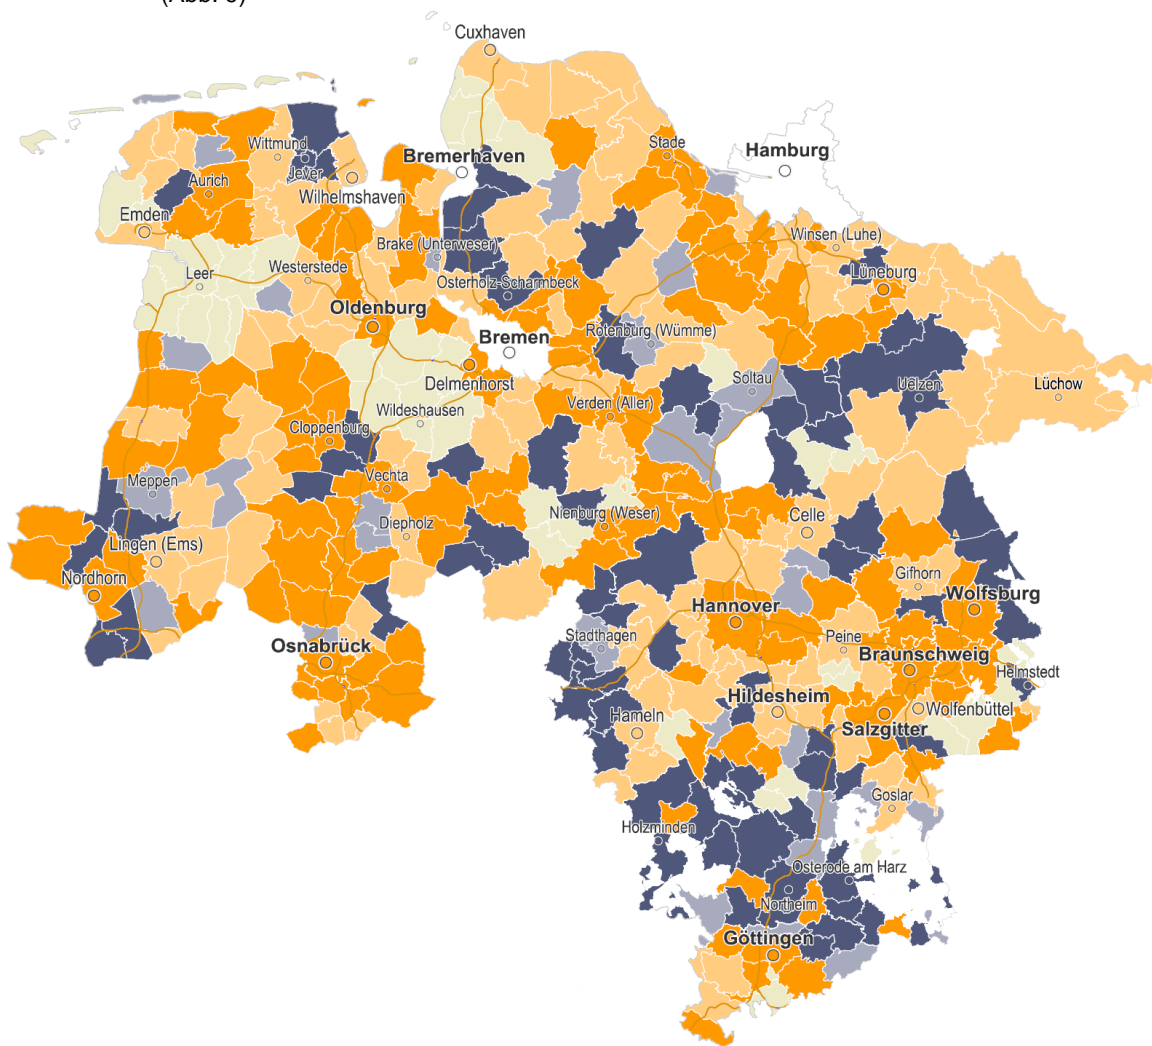 (Abb. 3)
Cuxhaven
Wittmund
Stade
Hamburg
Bremerhaven
Jever
Aurich
Wilhelmshaven
Emden
Winsen (Luhe)
Brake (Unterweser)
Leer
Westerstede
Lüneburg
Osterholz-Scharmbeck
Oldenburg
Rotenburg (Wümme)
Bremen
Delmenhorst
Soltau
Uelzen
Lüchow
Verden (Aller)
Wildeshausen
Cloppenburg
Vechta
Meppen
Nienburg (Weser)
Celle
Diepholz
Lingen (Ems)
Gifhorn
Nordhorn
Wolfsburg
Hannover
Stadthagen
Peine
Osnabrück
Braunschweig
Helmstedt
Hildesheim
Wolfenbüttel
Hameln
Salzgitter
Goslar
Holzminden
Osterode am Harz
Northeim
Göttingen